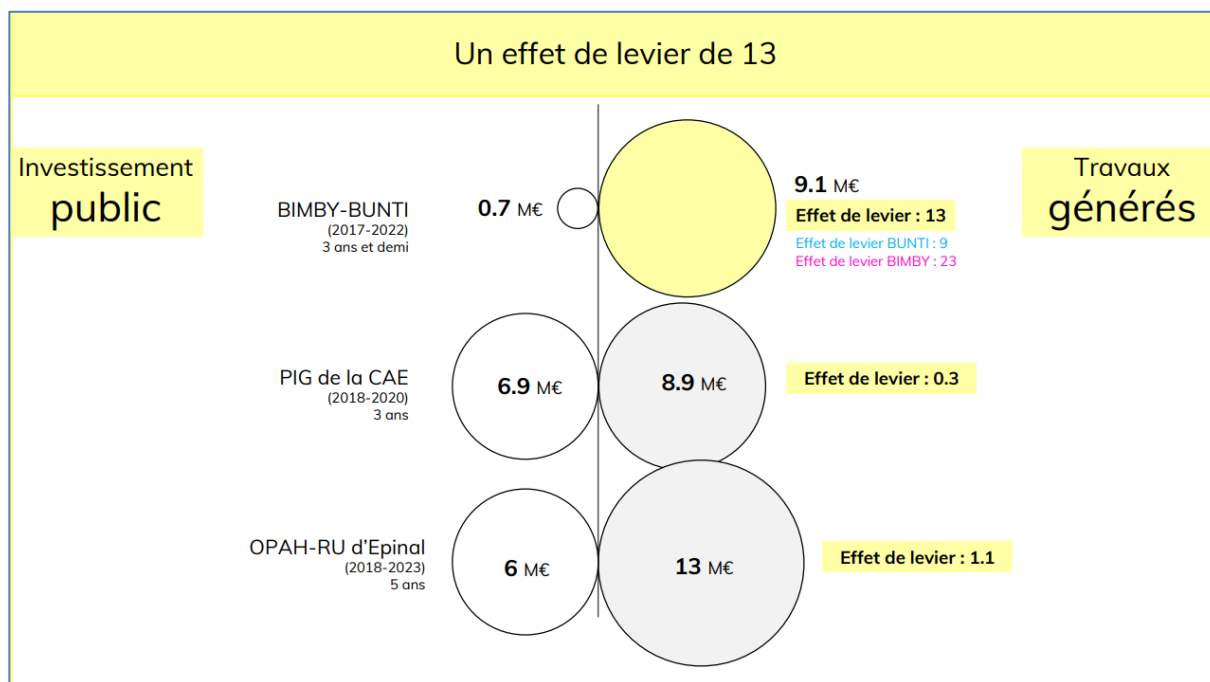 Un effet de levier de 13
Investissement
public
Travaux
générés
BIMBY-BUNTI
(2017-2022)
3 ans et demi
0.7 M€
9.1 M€
Effet de levier : 13
Effet de levier BUNTI : 9
Effet de levier BIMBY : 23
PIG de la CAE
(2018-2020)
3 ans
6.9 M€
8.9 M€
Effet de levier : 0.3
OPAH-RU d'Epinal
(2018-2023)
5 ans
6 M€
13 M€
Effet de levier : 1.1